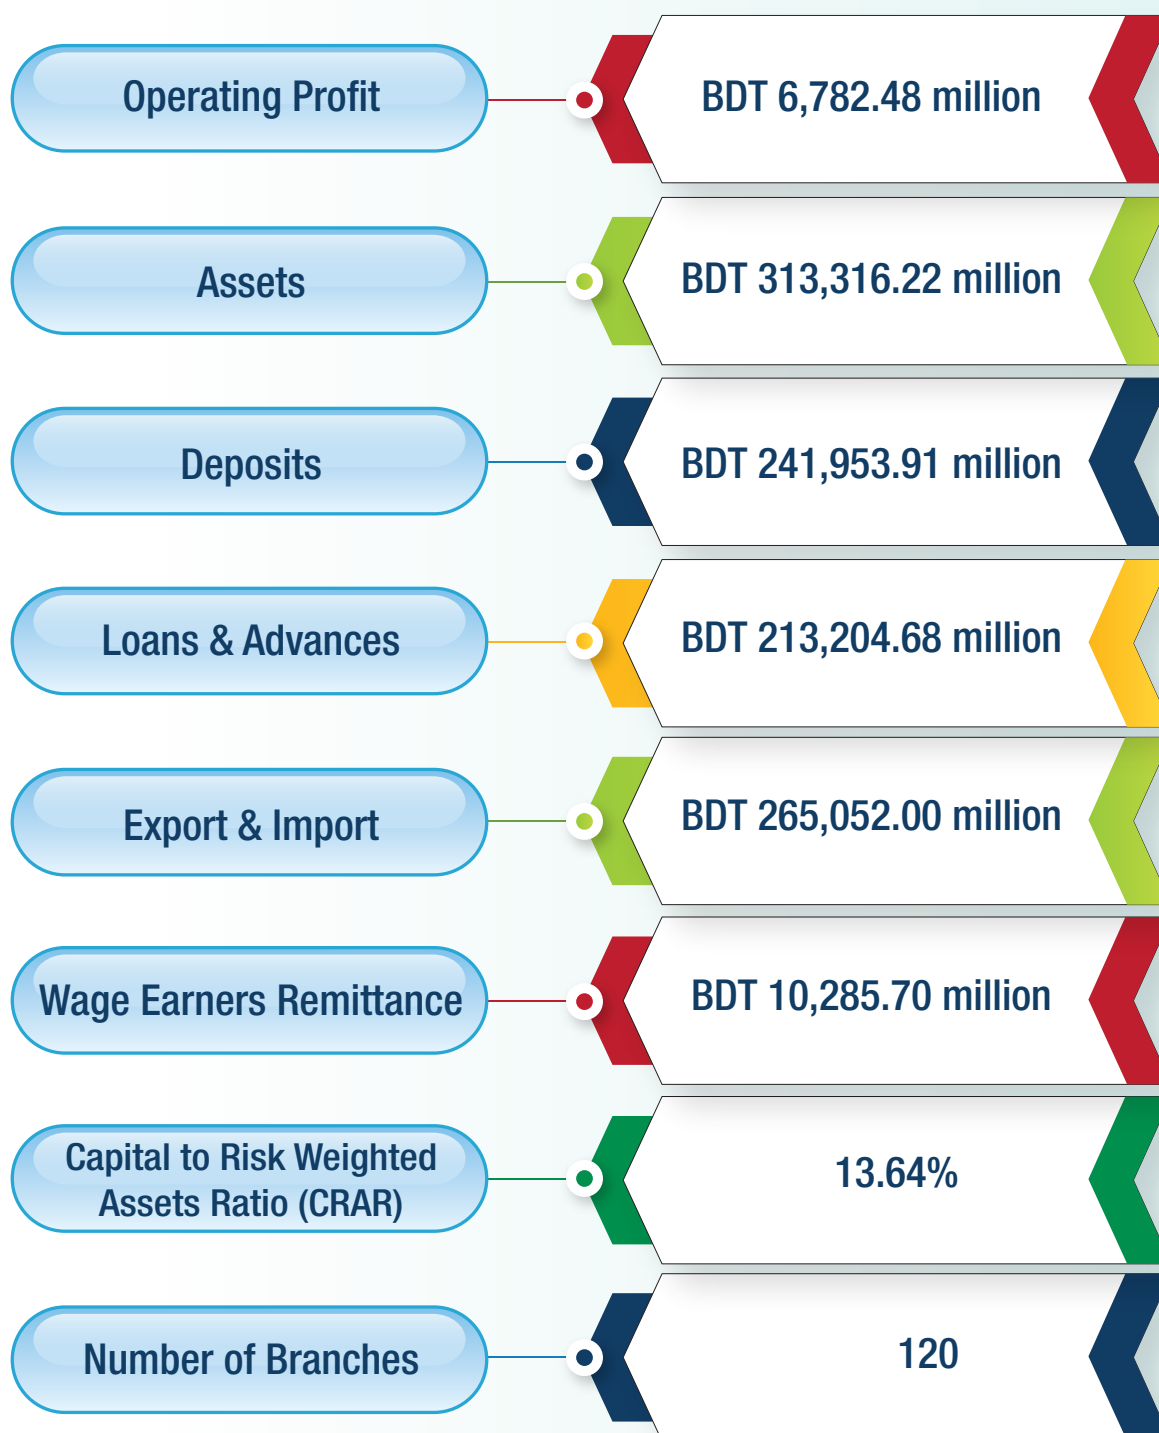 Operating Profit
BDT 6,782.48 million
Assets
BDT 313,316.22 million
Deposits
BDT 241,953.91 million
Loans & Advances
BDT 213,204.68 million
Export & Import
BDT 265,052.00 million
Wage Earners Remittance
BDT 10,285.70 million
Capital to Risk Weighted
Assets Ratio (CRAR)
13.64%
Number of Branches
120